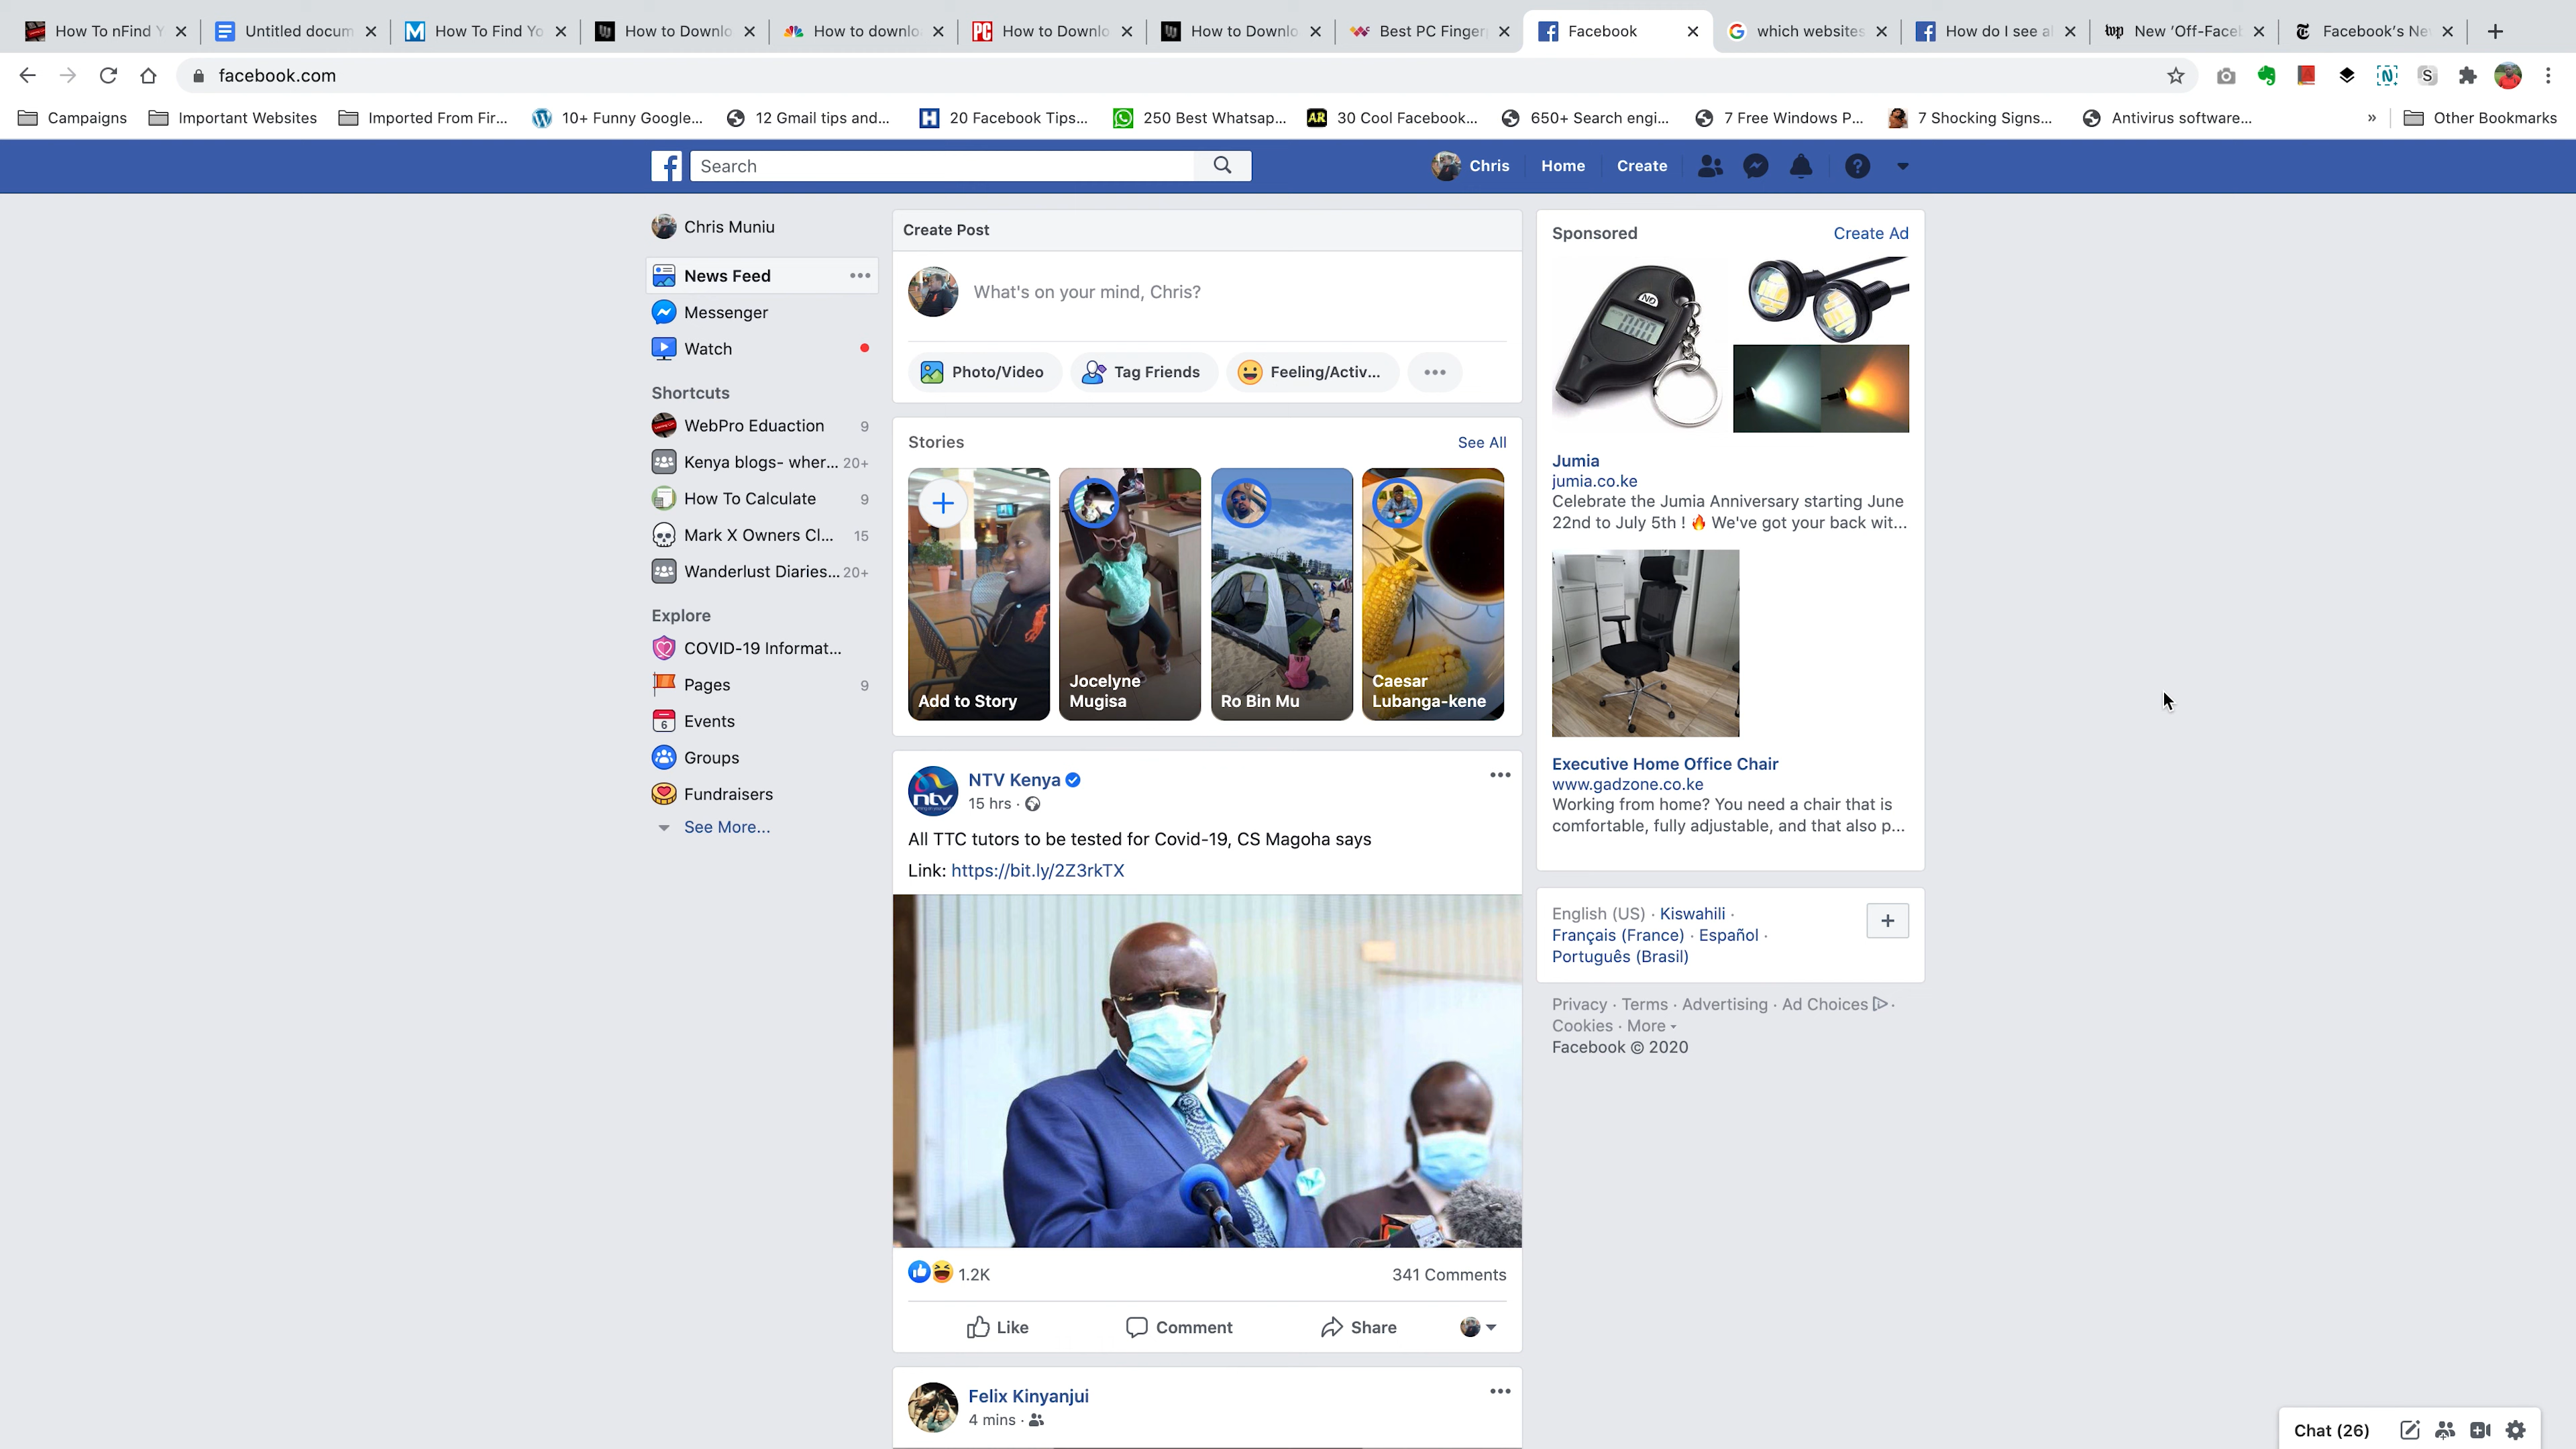 How To nFind Y
Untitled docum
How To Find Yo
How to Downlo
How to downlo
How to Downlo
How to Downlo
Best PC Finger
Facebook
which websites
How do I see al
New ‘Off-Faceb
Facebook’s Ne
facebook.com
Campaigns
Important Websites
Imported From Fir...
10+ Funny Google...
12 Gmail tips and...
20 Facebook Tips...
250 Best Whatsap...
30 Cool Facebook...
650+ Search engi...
7 Free Windows P...
7 Shocking Signs...
Antivirus software...
»
Other Bookmarks
Search
Chris
Home
Create
Chris Muniu
News Feed
Messenger
Watch
Shortcuts
WebPro Eduaction 9
Kenya blogs- wher... 20+
How To Calculate 9
Mark X Owners Cl... 15
Wanderlust Diaries... 20+
Explore
COVID-19 Informat...
Pages 9
6 Events
Groups
Fundraisers
See More...
Create Post
What's on your mind, Chris?
Photo/Video
Tag Friends
Feeling/Activ...
Stories
See All
Add to Story
Jocelyne
Mugisa
Ro Bin Mu
Caesar
Lubanga-kene
ntv
NTV Kenya
15 hrs ·
All TTC tutors to be tested for Covid-19, CS Magoha says
Link: https://bit.ly/2Z3rkTX
1.2K
341 Comments
Like
Comment
Share
Felix Kinyanjui
4 mins ·
Sponsored
Create Ad
Jumia
jumia.co.ke
Celebrate the Jumia Anniversary starting June
22nd to July 5th ! 🔥 We've got your back wit...
Executive Home Office Chair
www.gadzone.co.ke
Working from home? You need a chair that is
comfortable, fully adjustable, and that also p...
English (US) · Kiswahili ·
Français (France) · Español ·
Português (Brasil)
Privacy · Terms · Advertising · Ad Choices ·
Cookies · More
Facebook © 2020
Chat (26)